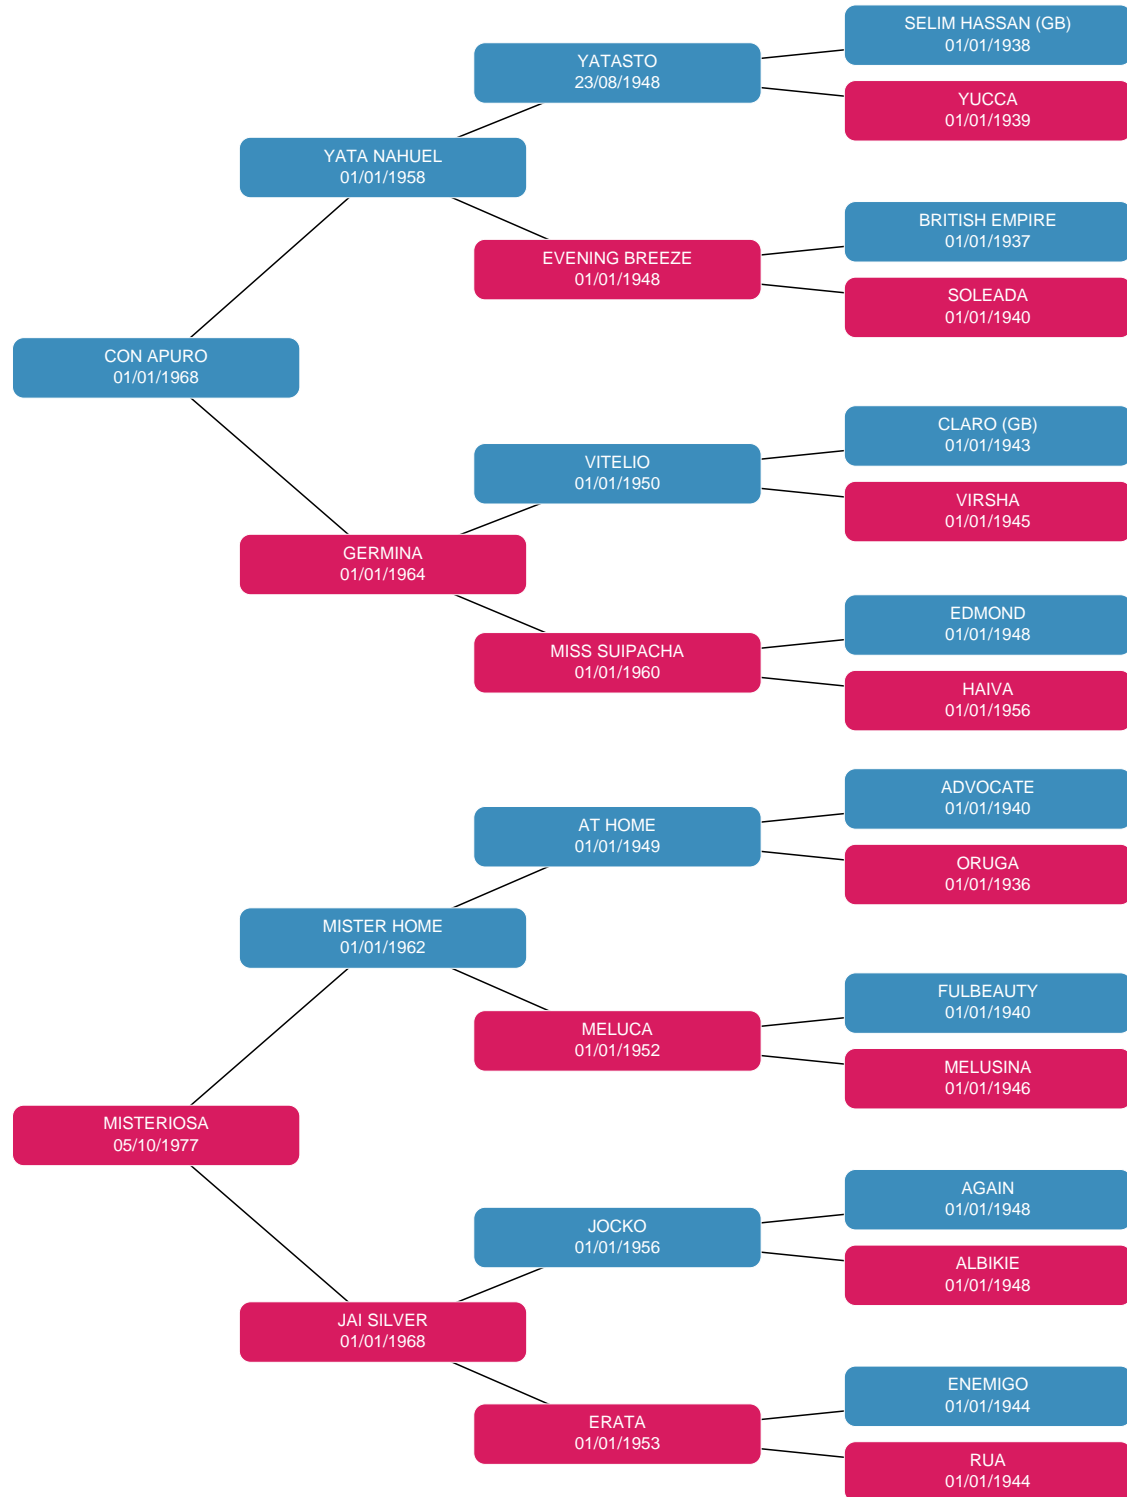 SELIM HASSAN (GB)
01/01/1938
YATASTO
23/08/1948
YUCCA
01/01/1939
YATA NAHUEL
01/01/1958
BRITISH EMPIRE
01/01/1937
EVENING BREEZE
01/01/1948
SOLEADA
01/01/1940
CON APURO
01/01/1968
CLARO (GB)
01/01/1943
VITELIO
01/01/1950
VIRSHA
01/01/1945
GERMINA
01/01/1964
EDMOND
01/01/1948
MISS SUIPACHA
01/01/1960
HAIVA
01/01/1956
ADVOCATE
01/01/1940
AT HOME
01/01/1949
ORUGA
01/01/1936
MISTER HOME
01/01/1962
FULBEAUTY
01/01/1940
MELUCA
01/01/1952
MELUSINA
01/01/1946
MISTERIOSA
05/10/1977
AGAIN
01/01/1948
JOCKO
01/01/1956
ALBIKIE
01/01/1948
JAI SILVER
01/01/1968
ENEMIGO
01/01/1944
ERATA
01/01/1953
RUA
01/01/1944